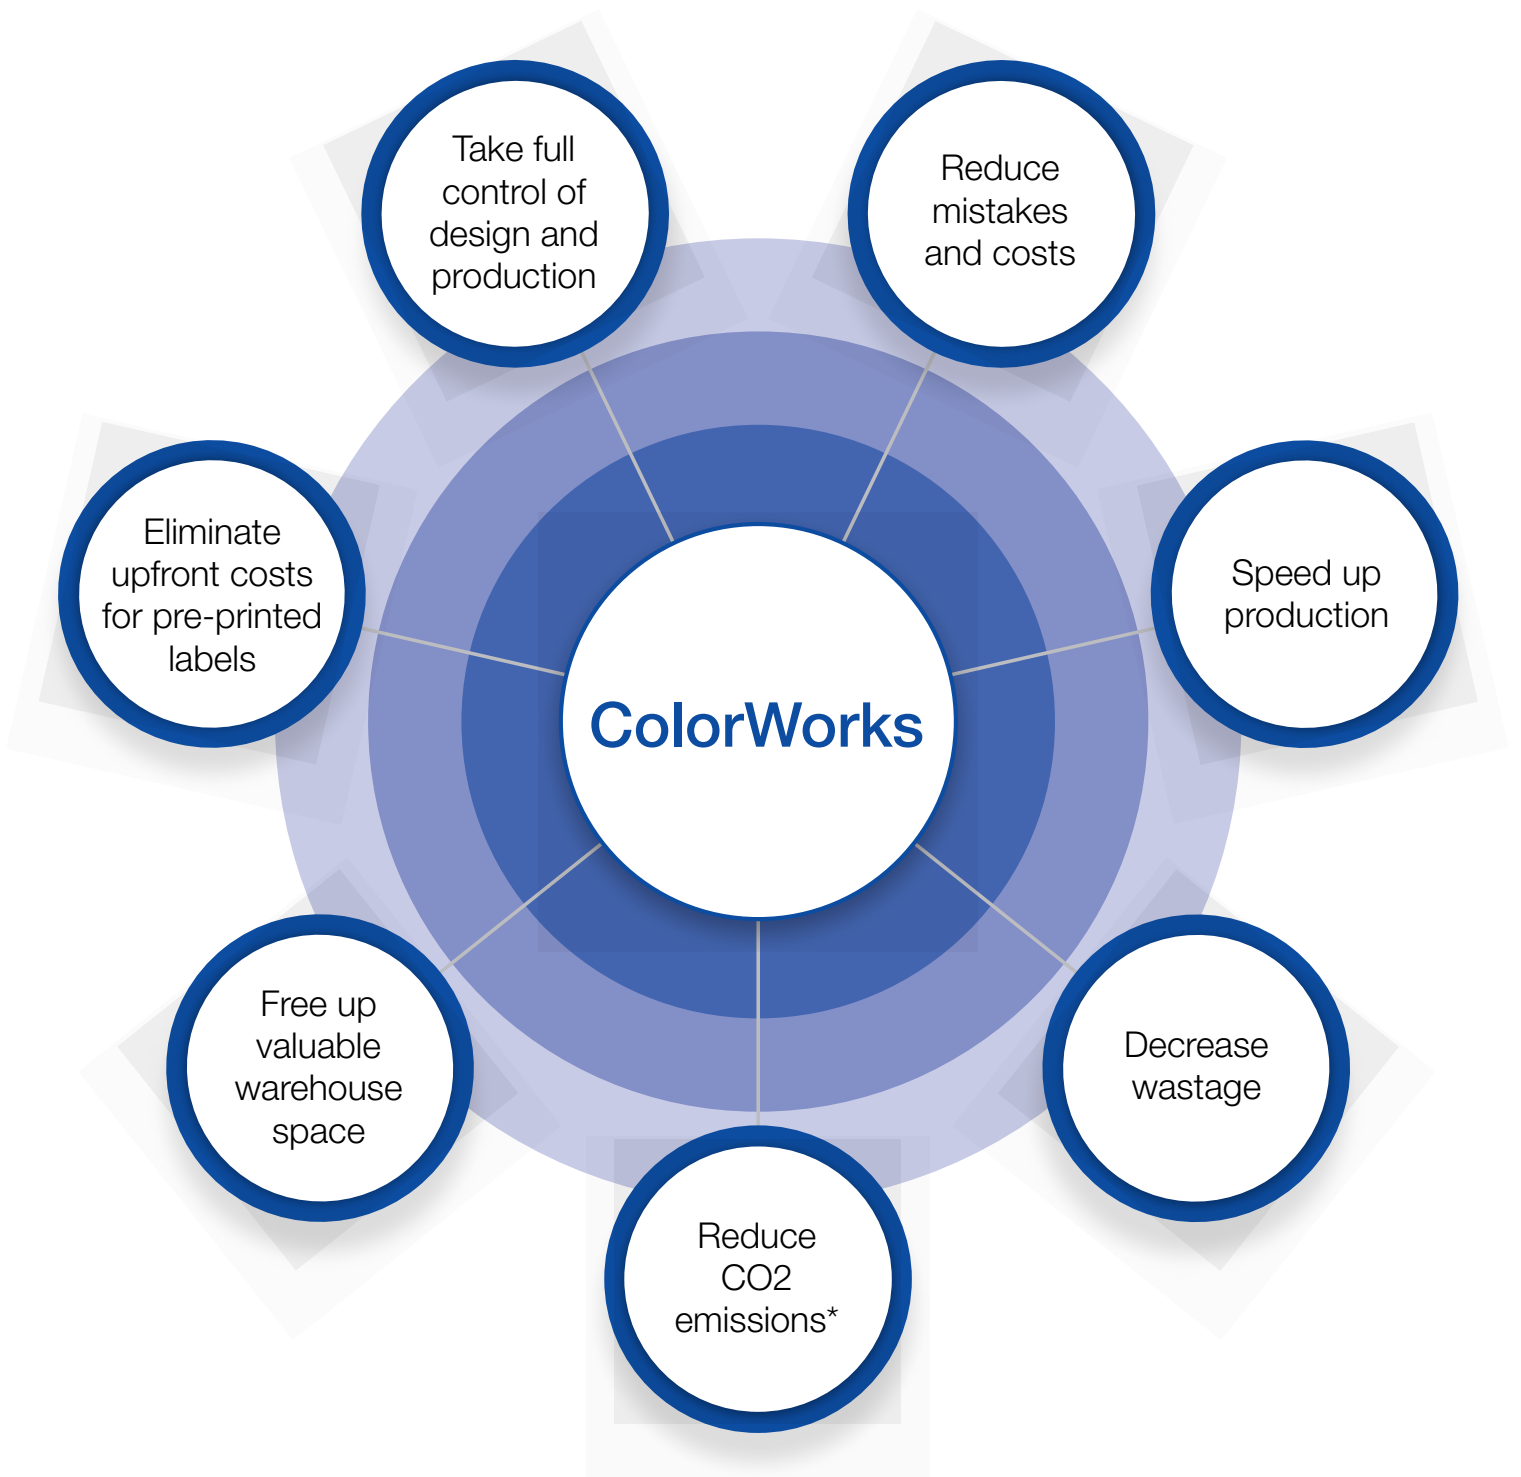 Take full
control of
design and
production
Reduce
mistakes
and costs
Eliminate
upfront costs
for pre-printed
labels
Speed up
production
ColorWorks
Free up
valuable
warehouse
space
Decrease
wastage
Reduce
CO2
emissions*